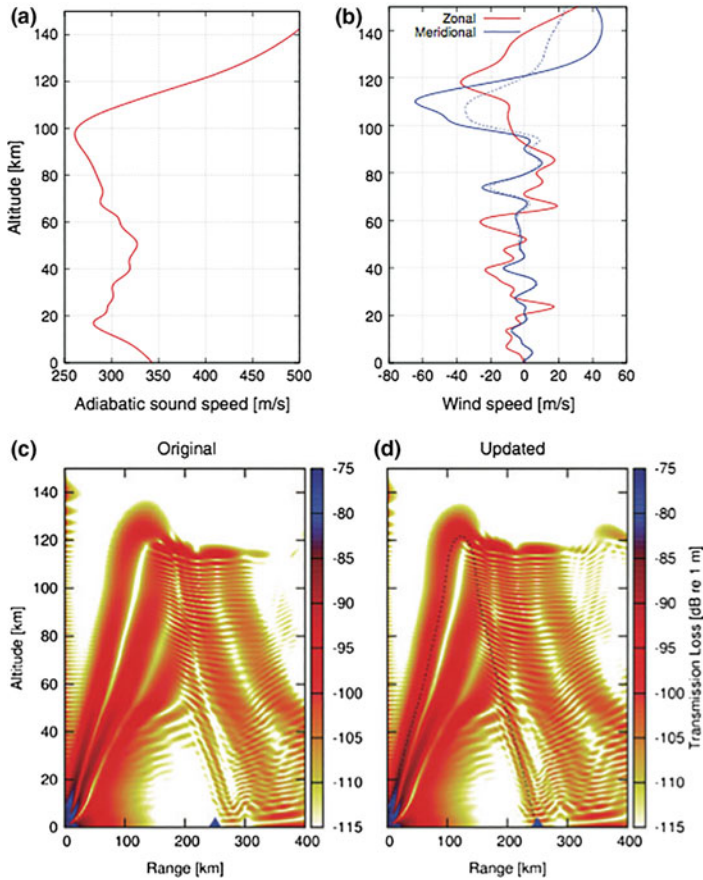 (a)
(b)
140
120
100
80
60
40
20
0
Altitude [km]
250 300 350 400 450 500
Adiabatic sound speed [m/s]
Zonal
Meridional
140
120
100
80
60
40
20
0
-80 -60 -40 -20 0 20 40 60
Wind speed [m/s]
(c) Original
(d) Updated
140
120
100
80
60
40
20
0
Altitude [km]
0 100 200 300 400
Range [km]
-75
-80
-85
-90
-95
-100
-105
-110
-115
140
120
100
80
60
40
20
0
0 100 200 300 400
Range [km]
-75
-80
-85
-90
-95
-100
-105
-110
-115
Transmission Loss [dB re 1 m]